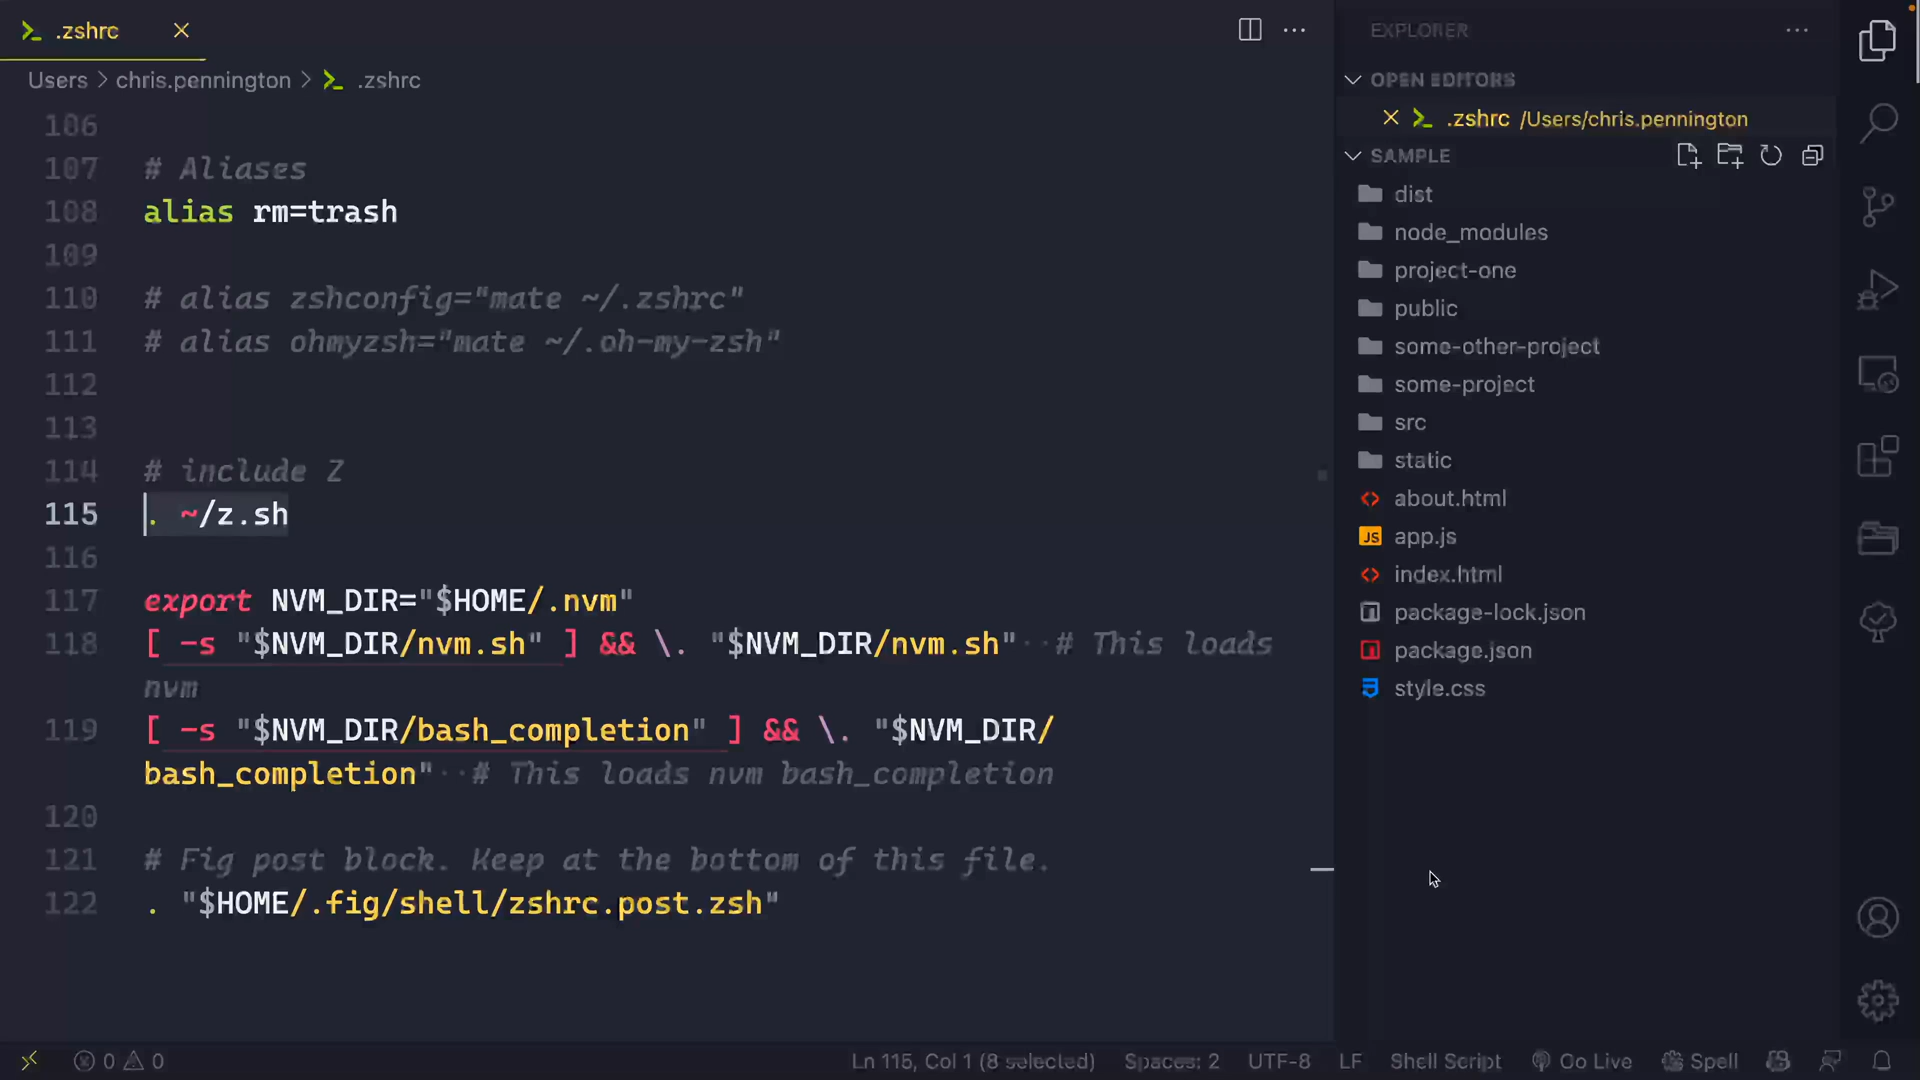 .zshrc
Users > chris.pennington > .zshrc
106
107 # Aliases
108 alias rm=trash
109
110 # alias zshconfig="mate ~/.zshrc"
111 # alias ohmyzsh="mate ~/.oh-my-zsh"
112
113
114 # include Z
115 . ~/z.sh
116
117 export NVM_DIR="$HOME/.nvm"
118 [ -s "$NVM_DIR/nvm.sh" ] && \. "$NVM_DIR/nvm.sh"  # This loads
nvm
119 [ -s "$NVM_DIR/bash_completion" ] && \. "$NVM_DIR/
bash_completion"  # This loads nvm bash_completion
120
121 # Fig post block. Keep at the bottom of this file.
122 . "$HOME/.fig/shell/zshrc.post.zsh"
EXPLORER
OPEN EDITORS
.zshrc /Users/chris.pennington
SAMPLE
dist
node_modules
project-one
public
some-other-project
some-project
src
static
about.html
JS app.js
index.html
package-lock.json
package.json
style.css
0 0
Ln 115, Col 1 (8 selected)
Spaces: 2
UTF-8
LF
Shell Script
Go Live
Spell